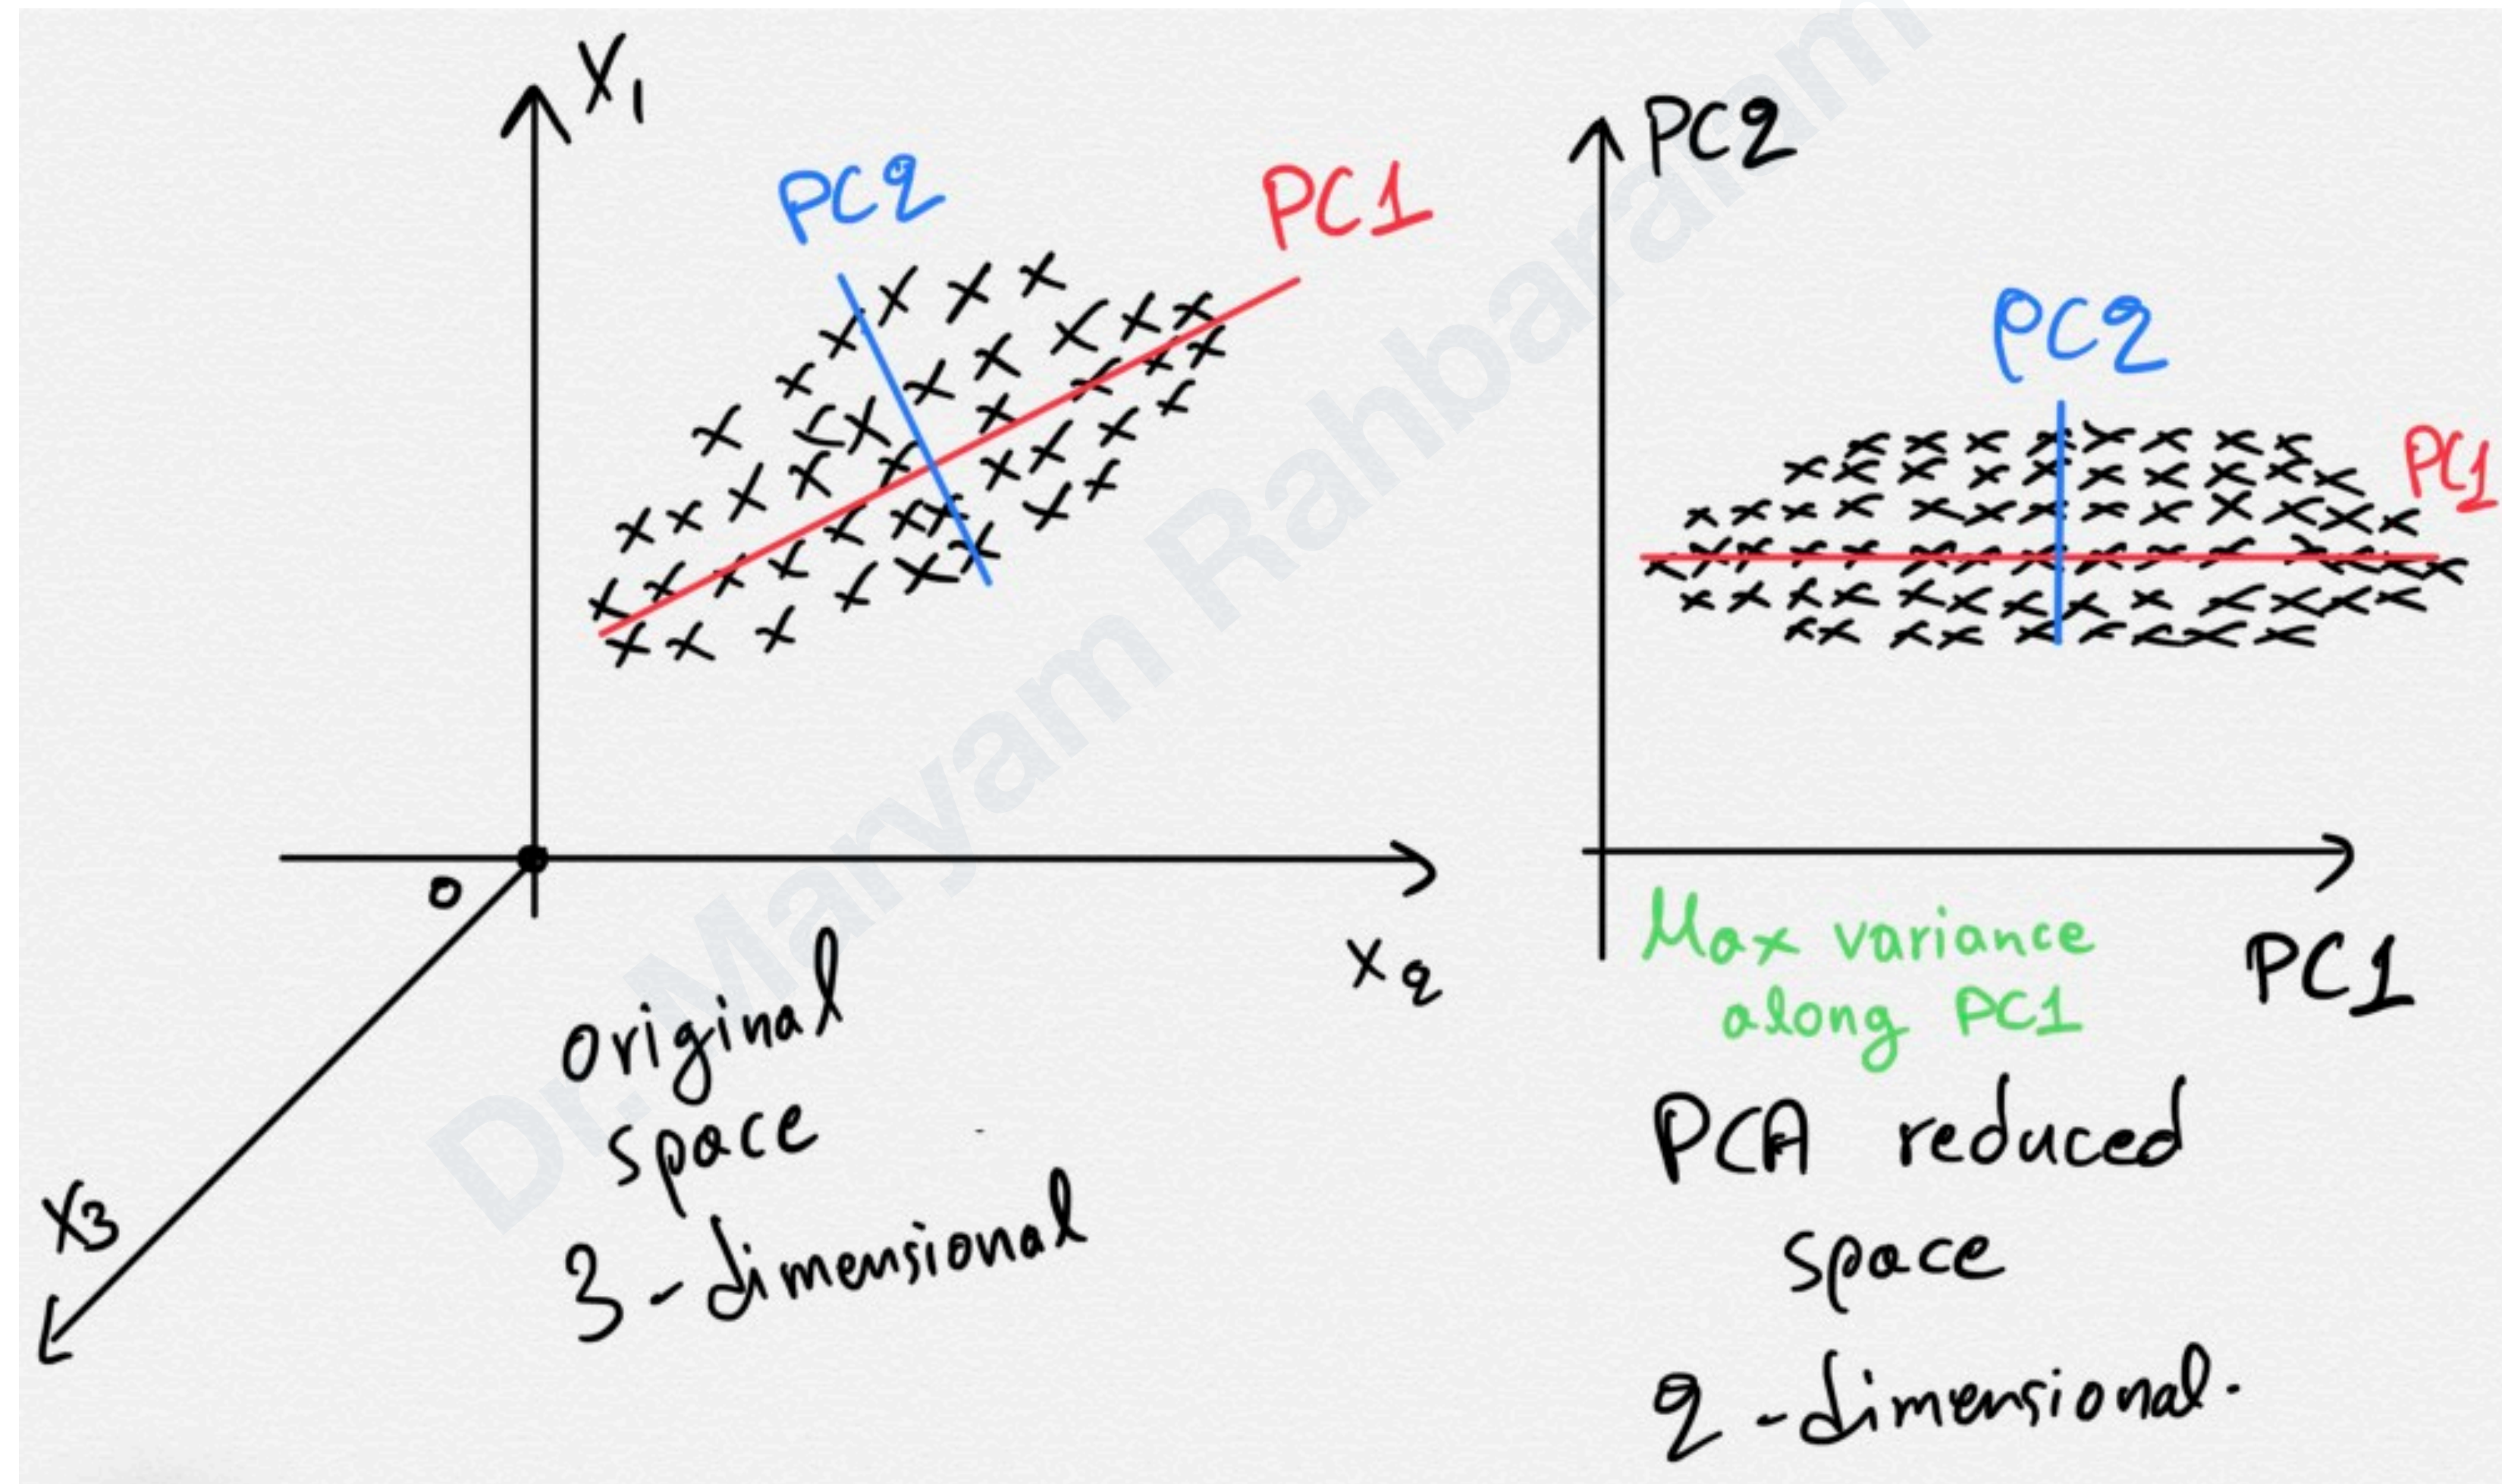 X1
PC2
PC1
0
X2
X3
original
space
3-dimensional
PC2
PC2
PC1
Max variance
along PC1
PC1
PCA reduced
space
2-dimensional.
Dr. Maryam Rahbaralam